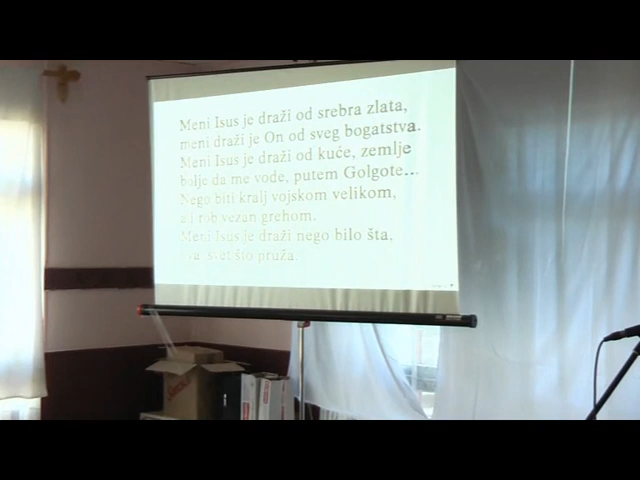 Meni Isus je draži od srebra zlata,
meni draži je On od sveg bogatstva.
Meni Isus je draži od kuće, zemlje
bolje da me vode, putem Golgote...
Nego biti kralj vojskom velikom,
a i rob vezan grehom.
Meni Isus je draži nego bilo šta,
svet što pruža.